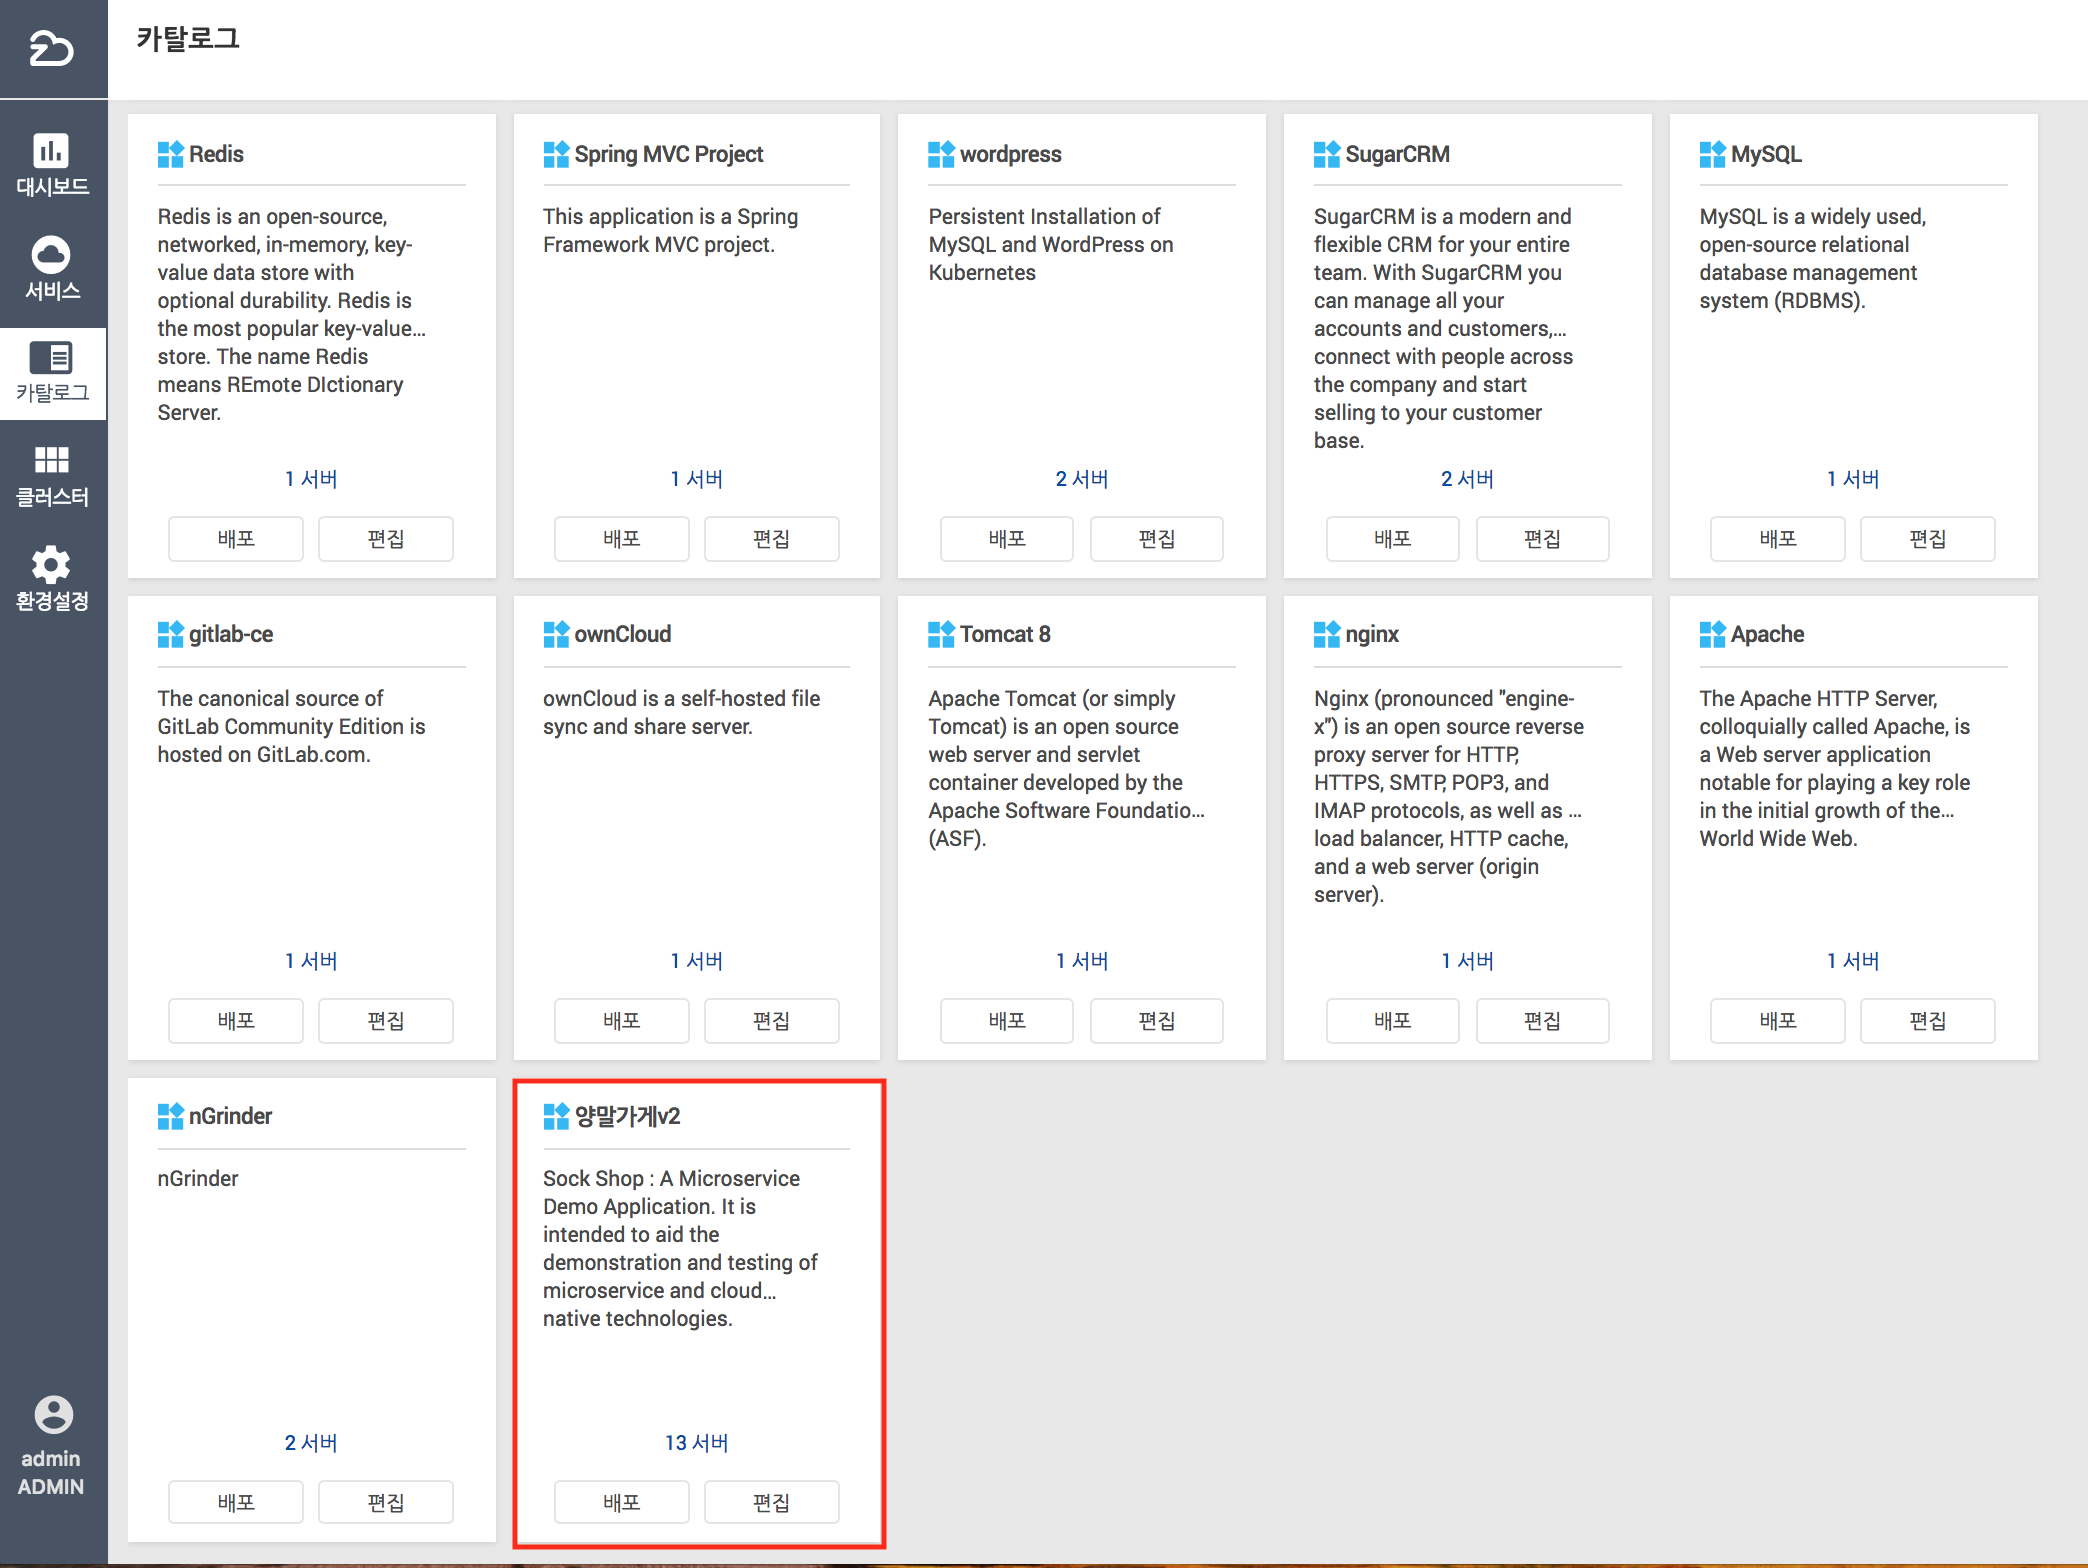 카탈로그
대시보드
서비스
카탈로그
클러스터
환경설정
admin
ADMIN
Redis
Redis is an open-source,
networked, in-memory, key-
value data store with
optional durability. Redis is
the most popular key-value...
store. The name Redis
means REmote DIctionary
Server.
1 서버
배포
편집
Spring MVC Project
This application is a Spring
Framework MVC project.
1 서버
배포
편집
wordpress
Persistent Installation of
MySQL and WordPress on
Kubernetes
2 서버
배포
편집
SugarCRM
SugarCRM is a modern and
flexible CRM for your entire
team. With SugarCRM you
can manage all your
accounts and customers,...
connect with people across
the company and start
selling to your customer
base.
2 서버
배포
편집
MySQL
MySQL is a widely used,
open-source relational
database management
system (RDBMS).
1 서버
배포
편집
gitlab-ce
The canonical source of
GitLab Community Edition is
hosted on GitLab.com.
1 서버
배포
편집
ownCloud
ownCloud is a self-hosted file
sync and share server.
1 서버
배포
편집
Tomcat 8
Apache Tomcat (or simply
Tomcat) is an open source
web server and servlet
container developed by the
Apache Software Foundatio...
(ASF).
1 서버
배포
편집
nginx
Nginx (pronounced "engine-
x") is an open source reverse
proxy server for HTTP,
HTTPS, SMTP, POP3, and
IMAP protocols, as well as ...
load balancer, HTTP cache,
and a web server (origin
server).
1 서버
배포
편집
Apache
The Apache HTTP Server,
colloquially called Apache, is
a Web server application
notable for playing a key role
in the initial growth of the...
World Wide Web.
1 서버
배포
편집
nGrinder
nGrinder
2 서버
배포
편집
양말가게v2
Sock Shop : A Microservice
Demo Application. It is
intended to aid the
demonstration and testing of
microservice and cloud...
native technologies.
13 서버
배포
편집